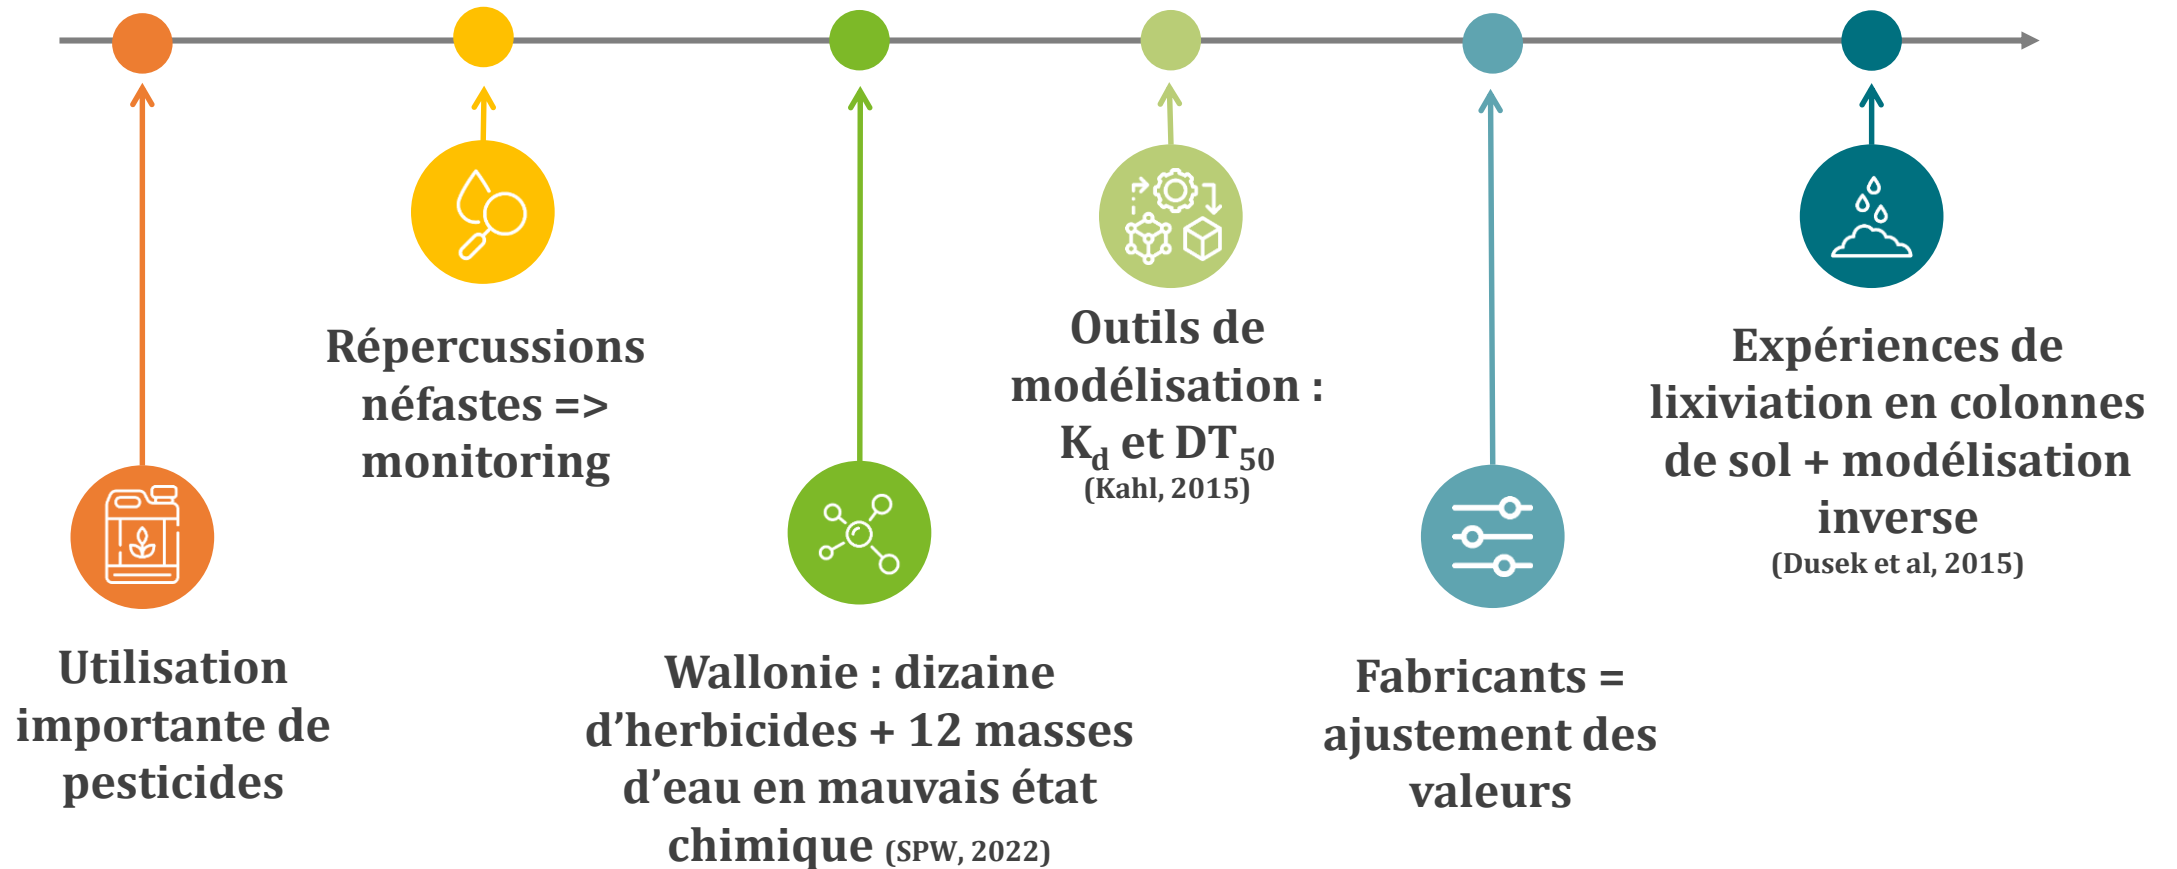 Utilisation
importante de
pesticides
Répercussions
néfastes =>
monitoring
Wallonie : dizaine
d’herbicides + 12 masses
d’eau en mauvais état
chimique (SPW, 2022)
Outils de
modélisation :
K_d et DT_50
(Kahl, 2015)
Fabricants =
ajustement des
valeurs
Expériences de
lixiviation en colonnes
de sol + modélisation
inverse
(Dusek et al, 2015)